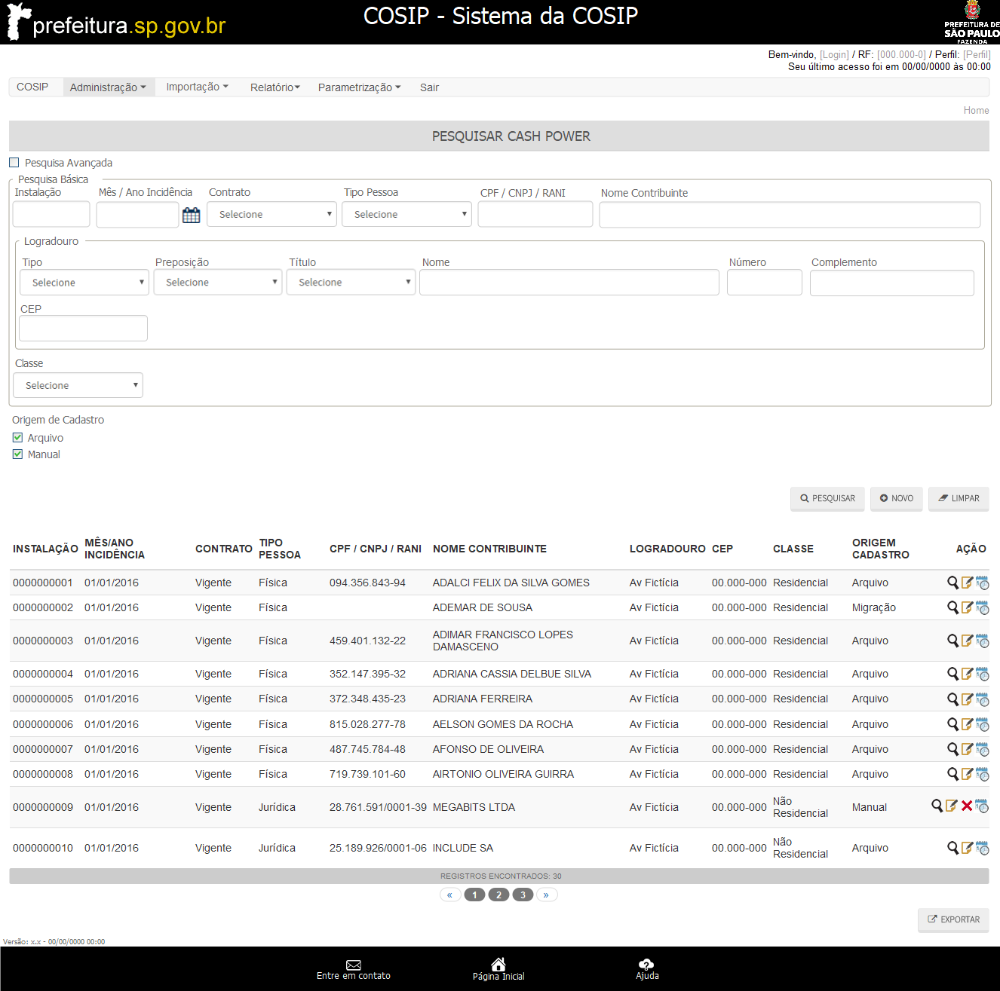 prefeitura.sp.gov.br
COSIP - Sistema da COSIP
PREFEITURA DE
SÃO PAULO
FAZENDA
Bem-vindo, [Login] / RF: [000.000-0] / Perfil: [Perfil]
Seu último acesso foi em 00/00/0000 às 00:00
COSIP Administração Importação Relatório Parametrização Sair
Home
PESQUISAR CASH POWER
Pesquisa Avançada
Pesquisa Básica
Instalação Mês / Ano Incidência Contrato Tipo Pessoa CPF / CNPJ / RANI Nome Contribuinte
Selecione Selecione
Logradouro
Tipo Preposição Título Nome Número Complemento
Selecione Selecione Selecione
CEP
Classe
Selecione
Origem de Cadastro
Arquivo
Manual
PESQUISAR NOVO LIMPAR
INSTALAÇÃO MÊS/ANO INCIDÊNCIA CONTRATO TIPO PESSOA CPF / CNPJ / RANI NOME CONTRIBUINTE LOGRADOURO CEP CLASSE ORIGEM CADASTRO AÇÃO
0000000001 01/01/2016 Vigente Física 094.356.843-94 ADALCI FELIX DA SILVA GOMES Av Fictícia 00.000-000 Residencial Arquivo
0000000002 01/01/2016 Vigente Física ADEMAR DE SOUSA Av Fictícia 00.000-000 Residencial Migração
0000000003 01/01/2016 Vigente Física 459.401.132-22 ADIMAR FRANCISCO LOPES DAMASCENO Av Fictícia 00.000-000 Residencial Arquivo
0000000004 01/01/2016 Vigente Física 352.147.395-32 ADRIANA CASSIA DELBUE SILVA Av Fictícia 00.000-000 Residencial Arquivo
0000000005 01/01/2016 Vigente Física 372.348.435-23 ADRIANA FERREIRA Av Fictícia 00.000-000 Residencial Arquivo
0000000006 01/01/2016 Vigente Física 815.028.277-78 AELSON GOMES DA ROCHA Av Fictícia 00.000-000 Residencial Arquivo
0000000007 01/01/2016 Vigente Física 487.745.784-48 AFONSO DE OLIVEIRA Av Fictícia 00.000-000 Residencial Arquivo
0000000008 01/01/2016 Vigente Física 719.739.101-60 AIRTONIO OLIVEIRA GUIRRA Av Fictícia 00.000-000 Residencial Arquivo
0000000009 01/01/2016 Vigente Jurídica 28.761.591/0001-39 MEGABITS LTDA Av Fictícia 00.000-000 Não Residencial Manual
0000000010 01/01/2016 Vigente Jurídica 25.189.926/0001-06 INCLUDE SA Av Fictícia 00.000-000 Não Residencial Arquivo
REGISTROS ENCONTRADOS: 30
« 1 2 3 »
EXPORTAR
Versão: x.x - 00/00/0000 00:00
Entre em contato Página Inicial Ajuda